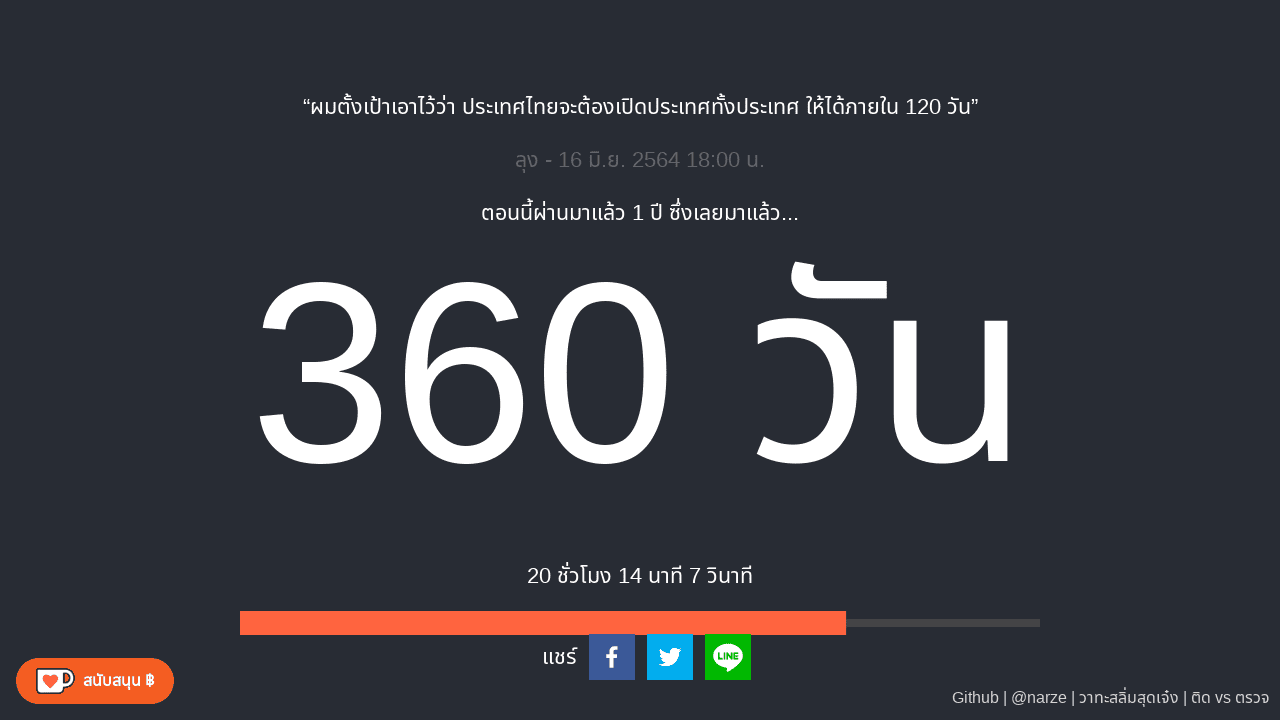 “ผมตั้งเป้าเอาไว้ว่า ประเทศไทยจะต้องเปิดประเทศทั้งประเทศ ให้ได้ภายใน 120 วัน”
ลุง - 16 มิ.ย. 2564 18:00 น.
ตอนนี้ผ่านมาแล้ว 1 ปี ซึ่งเลยมาแล้ว...
360 วัน
20 ชั่วโมง 14 นาที 7 วินาที
แชร์
LINE
สนับสนุน ฿
Github | @narze | วาทะสลิ่มสุดเจ๋ง | ติด vs ตรวจ